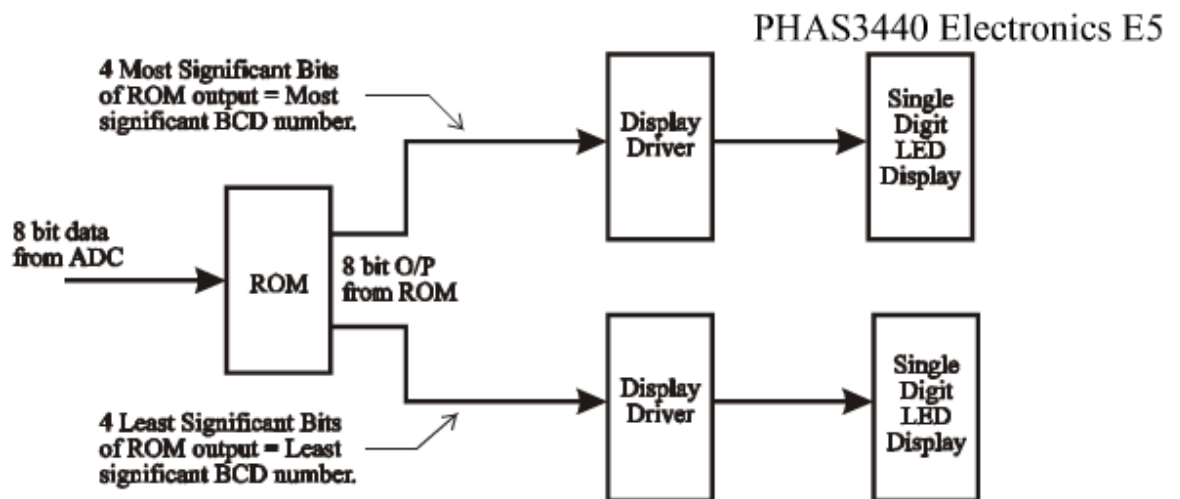 PHAS3440 Electronics E5
4 Most Significant Bits
of ROM output = Most
significant BCD number.
Display
Driver
Single
Digit
LED
Display
8 bit data
from ADC
ROM
8 bit O/P
from ROM
4 Least Significant Bits
of ROM output = Least
significant BCD number.
Display
Driver
Single
Digit
LED
Display